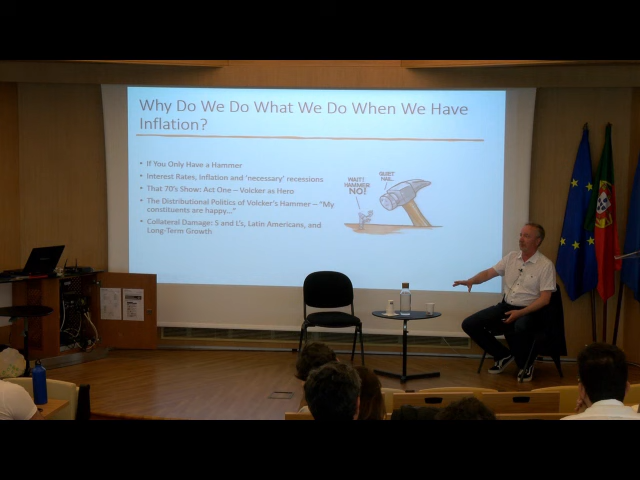 Why Do We Do What We Do When We Have
Inflation?
• If You Only Have a Hammer
• Interest Rates, Inflation and 'necessary' recessions
• That 70's Show: Act One – Volcker as Hero
• The Distributional Politics of Volcker's Hammer – "My
constituents are happy…"
• Collateral Damage: S and L's, Latin Americans, and
Long-Term Growth
WAIT!
HAMMER
NO!
QUIET
NAIL.